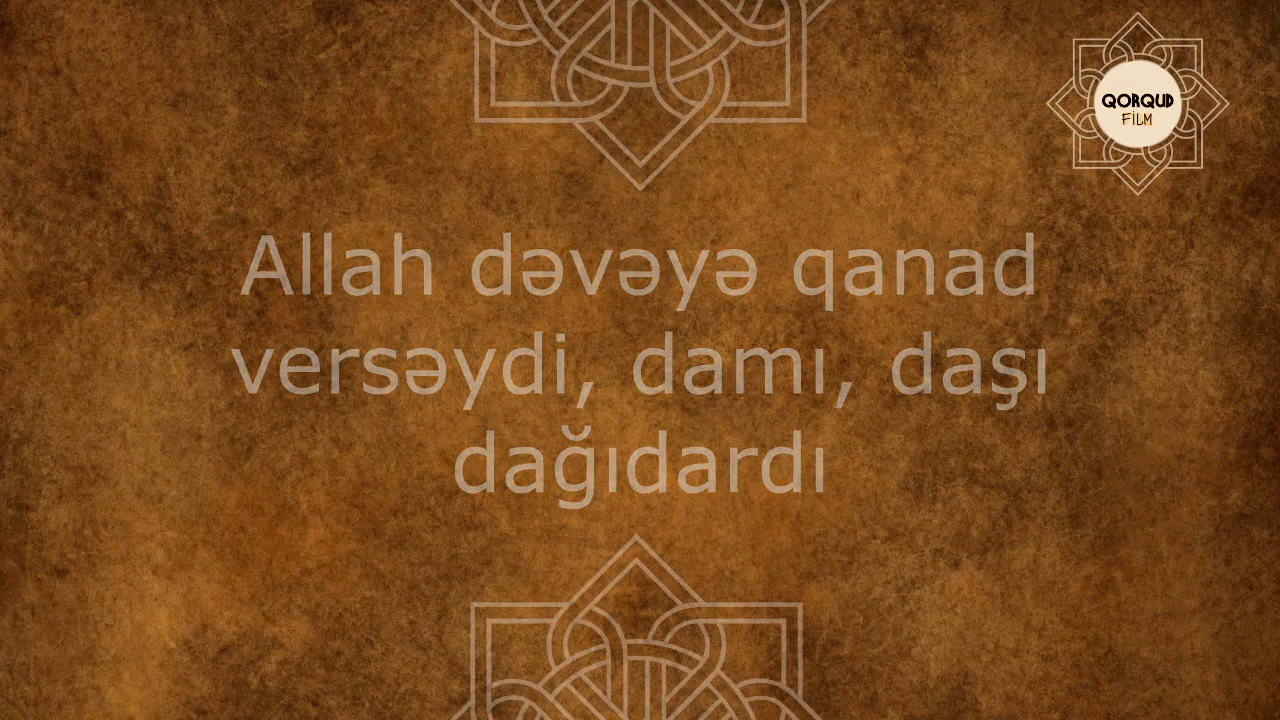 QORQUD
FİLM
Allah dəvəyə qanad
versəydi, damı, daşı
dağıdardı